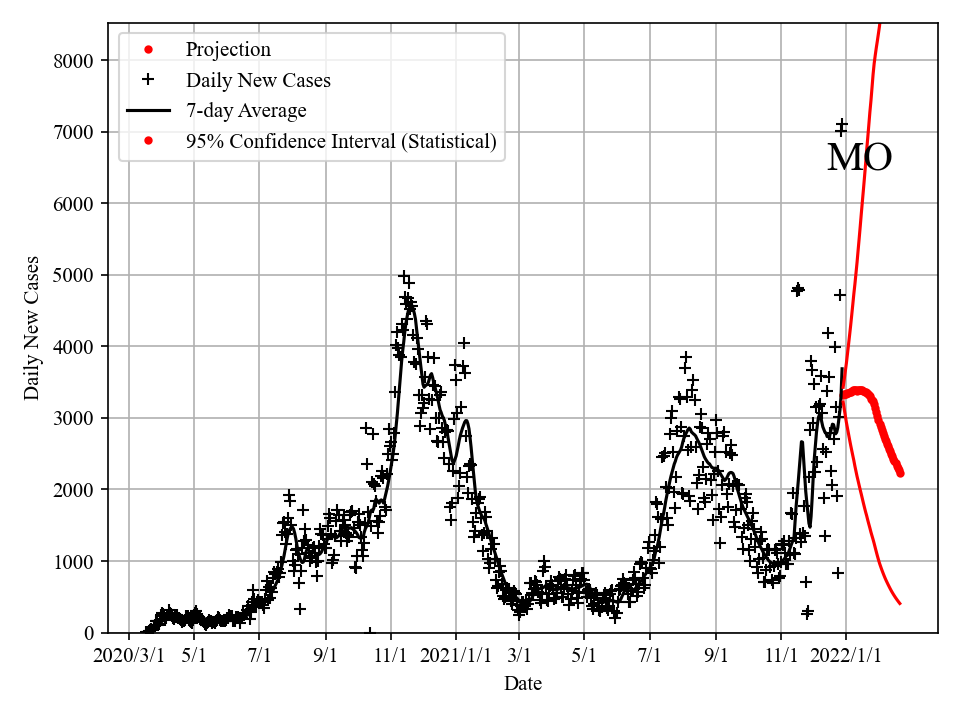 Projection
Daily New Cases
7-day Average
95% Confidence Interval (Statistical)
MO
Daily New Cases
8000
7000
6000
5000
4000
3000
2000
1000
0
2020/3/1 5/1 7/1 9/1 11/1 2021/1/1 3/1 5/1 7/1 9/1 11/1 2022/1/1
Date